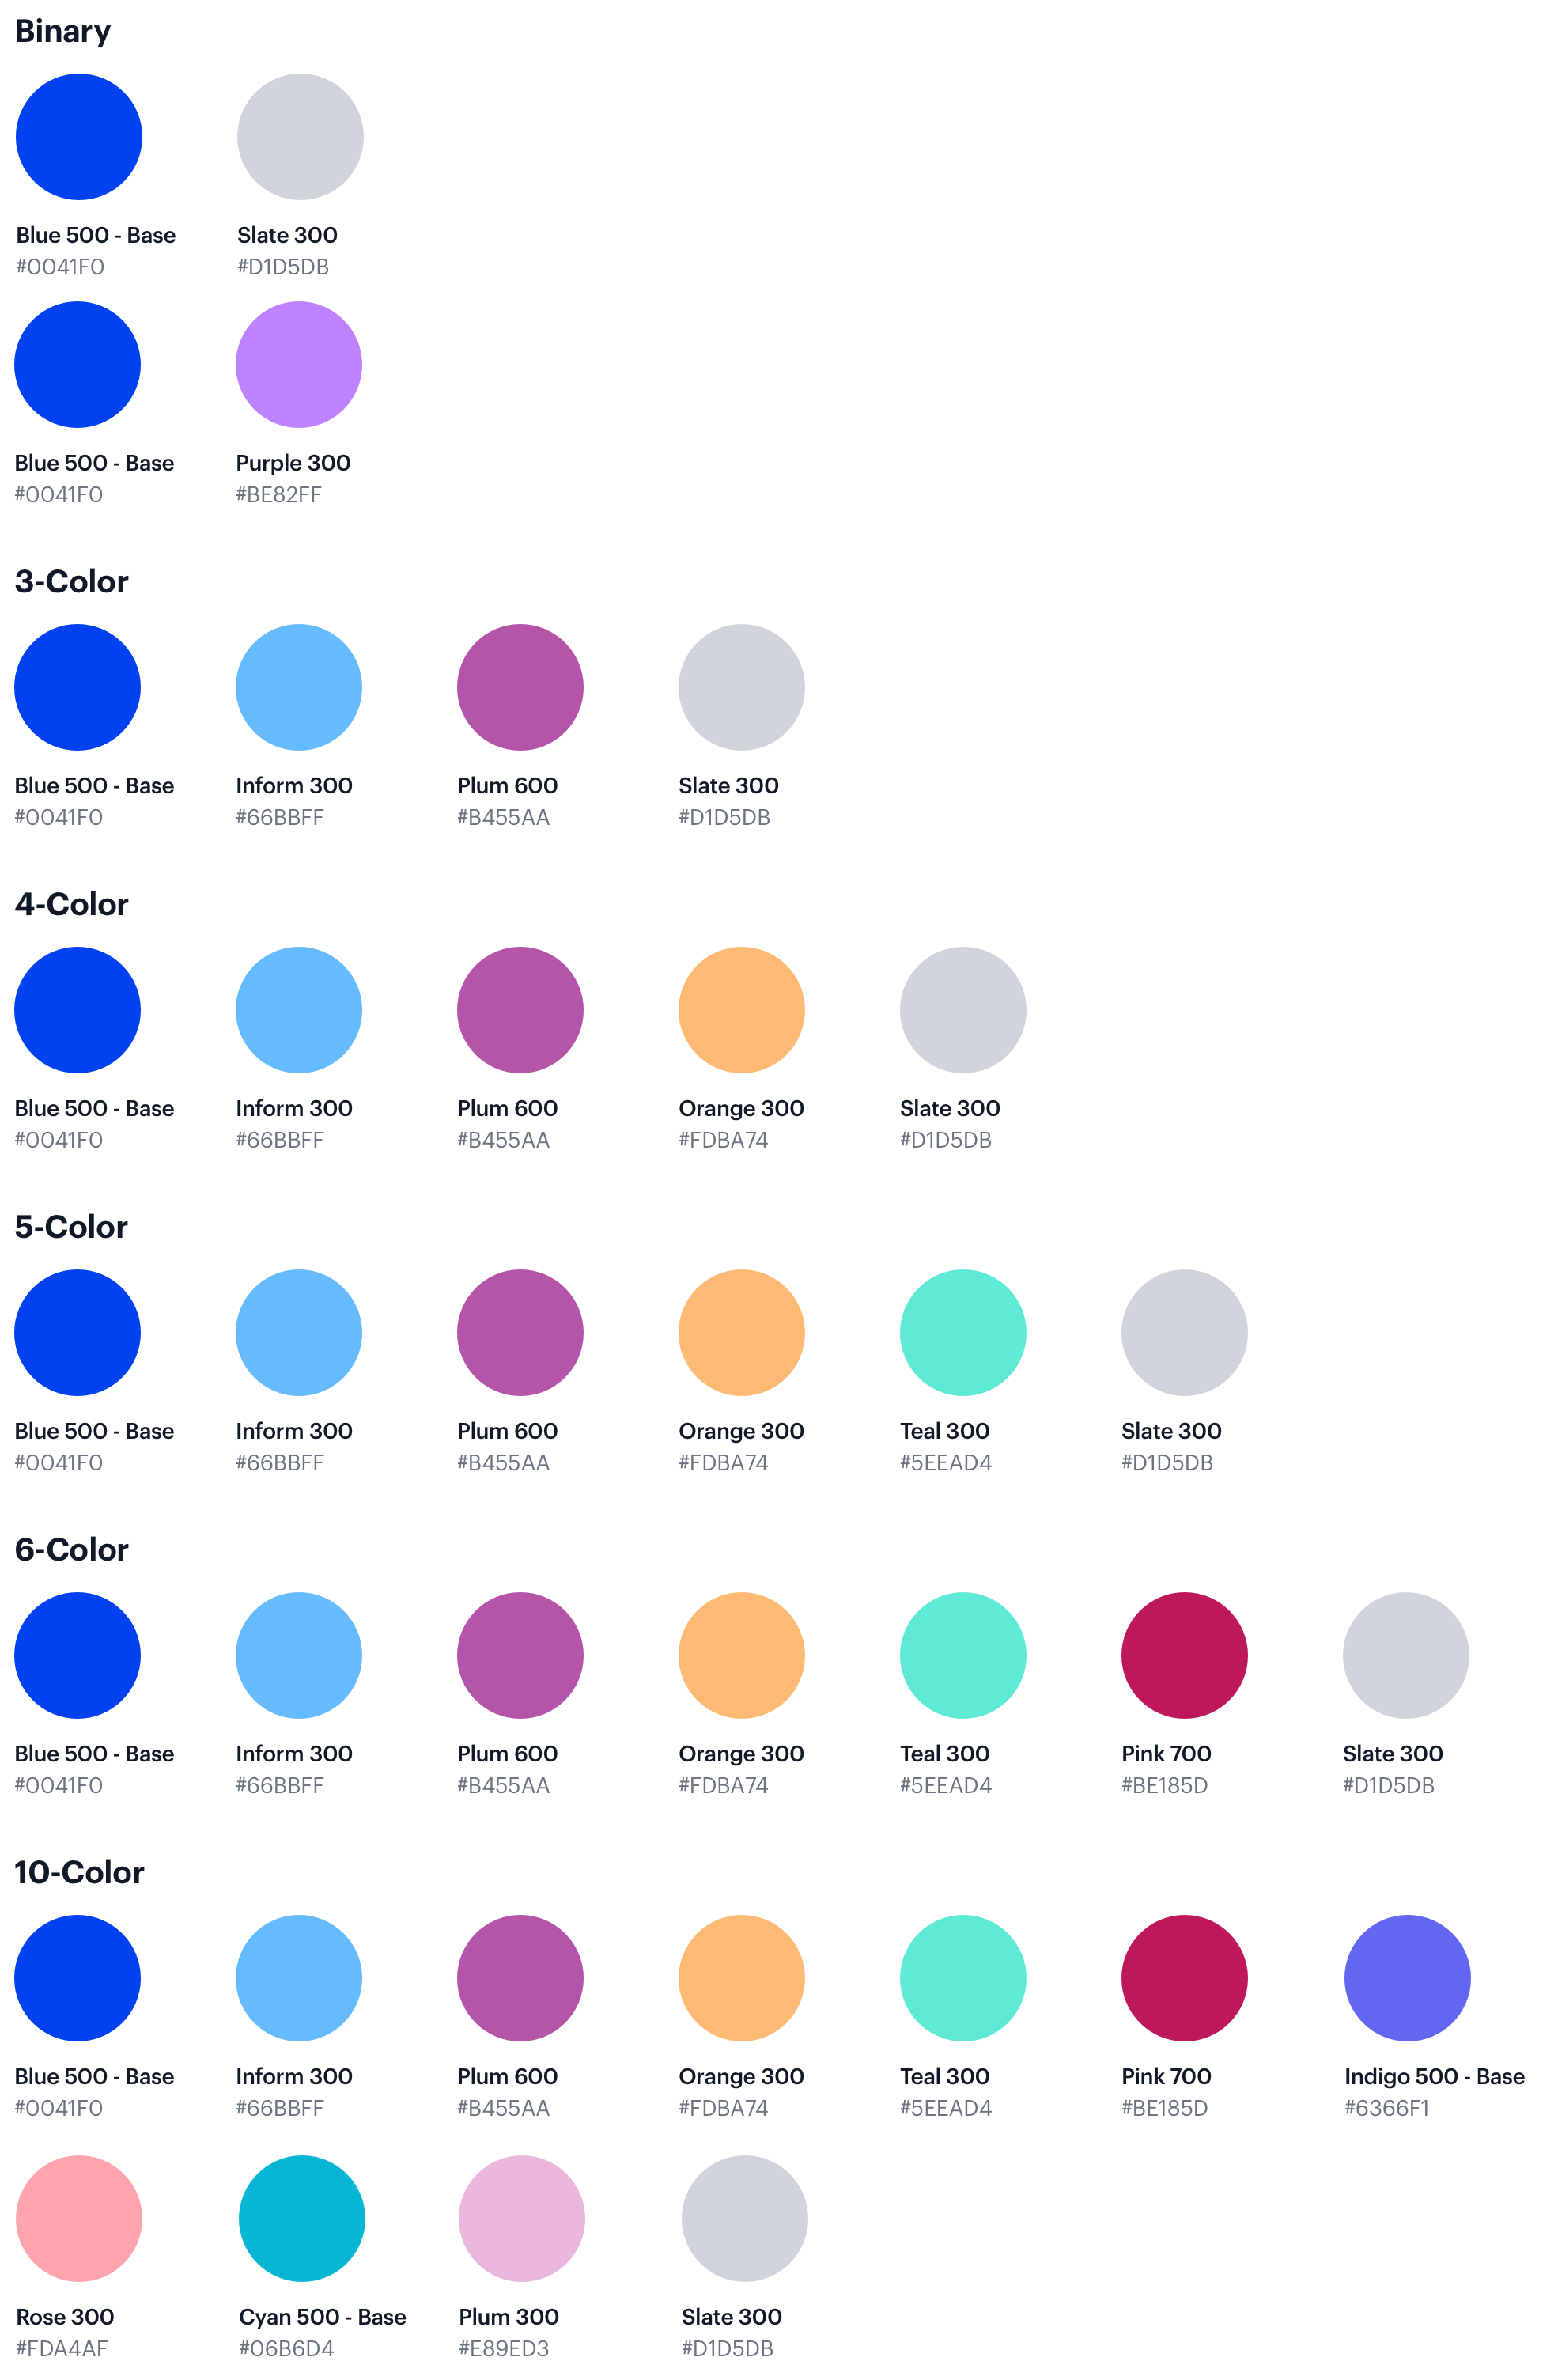 Binary
Blue 500 - Base
Slate 300
#0041F0
#D1D5DB
Blue 500 - Base
Purple 300
#0041F0
#BE82FF
3-Color
Blue 500 - Base
Inform 300
Plum 600
Slate 300
#0041F0
#66BBFF
#B455AA
#D1D5DB
4-Color
Blue 500 - Base
Inform 300
Plum 600
Orange 300
Slate 300
#0041F0
#66BBFF
#B455AA
#FDBA74
#D1D5DB
5-Color
Blue 500 - Base
Inform 300
Plum 600
Orange 300
Teal 300
Slate 300
#0041F0
#66BBFF
#B455AA
#FDBA74
#5EEAD4
#D1D5DB
6-Color
Blue 500 - Base
Inform 300
Plum 600
Orange 300
Teal 300
Pink 700
Slate 300
#0041F0
#66BBFF
#B455AA
#FDBA74
#5EEAD4
#BE185D
#D1D5DB
10-Color
Blue 500 - Base
Inform 300
Plum 600
Orange 300
Teal 300
Pink 700
Indigo 500 - Base
#0041F0
#66BBFF
#B455AA
#FDBA74
#5EEAD4
#BE185D
#6366F1
Rose 300
Cyan 500 - Base
Plum 300
Slate 300
#FDA4AF
#06B6D4
#E89ED3
#D1D5DB